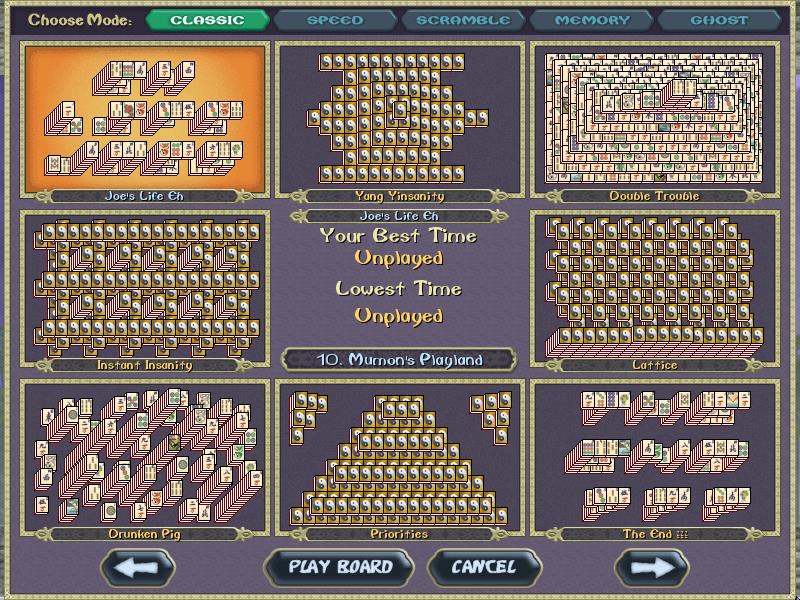 Choose Mode: CLASSIC SPEED SCRAMBLE MEMORY GHOST
Joe's Life Eh
Yang Yinsanity
Double Trouble
Joe's Life Eh
Your Best Time
Unplayed
Lowest Time
Unplayed
10. Mumon's Playland
Instant Insanity
Lattice
Drunken Pig
Priorities
The End :::
PLAY BOARD
CANCEL